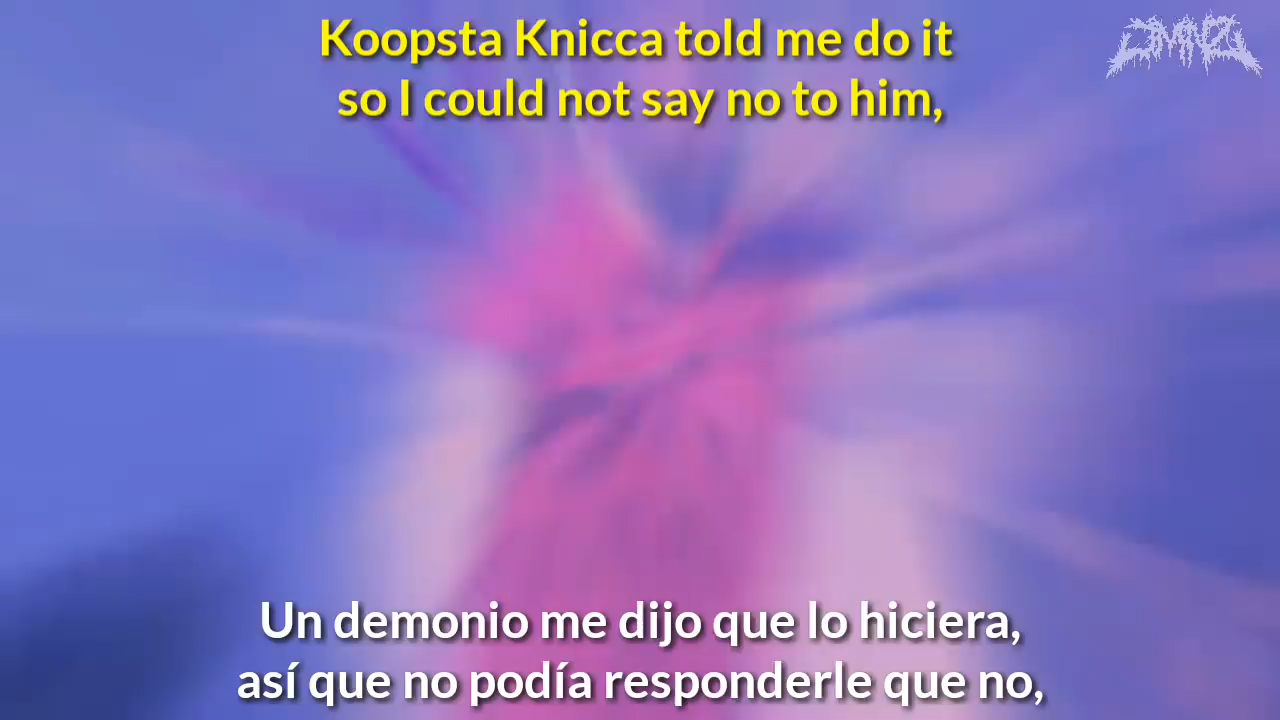 Koopsta Knicca told me do it
so I could not say no to him,
Un demonio me dijo que lo hiciera,
así que no podía responderle que no,